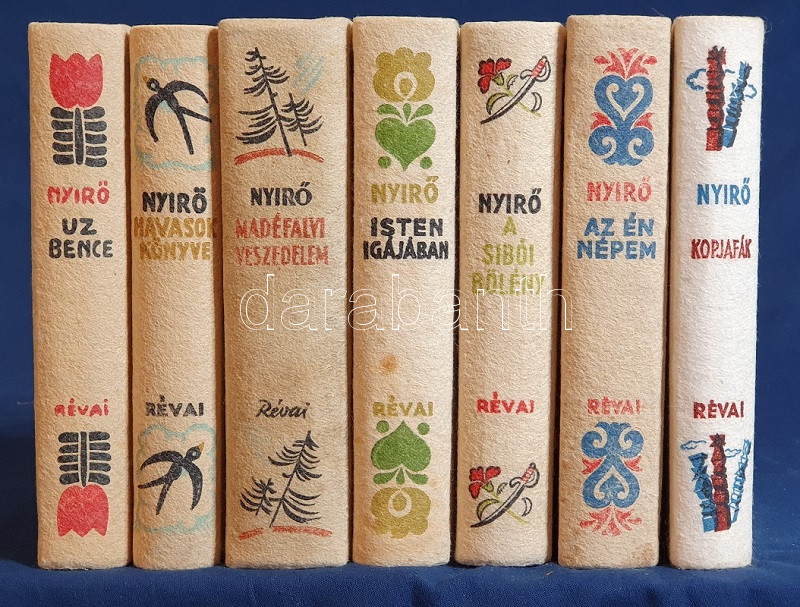 NYIRŐ
UZ
BENCE
RÉVAI
NYIRŐ
HAVASOK
KÖNYVE
RÉVAI
NYIRŐ
MADÉFALVI
VESZEDELEM
Révai
NYIRŐ
ISTEN
IGÁJÁBAN
RÉVAI
NYIRŐ
A
SIBÓI
BÖLÉNY
RÉVAI
NYIRŐ
AZ ÉN
NÉPEM
RÉVAI
NYIRŐ
KOPJAFÁK
RÉVAI
darabanth